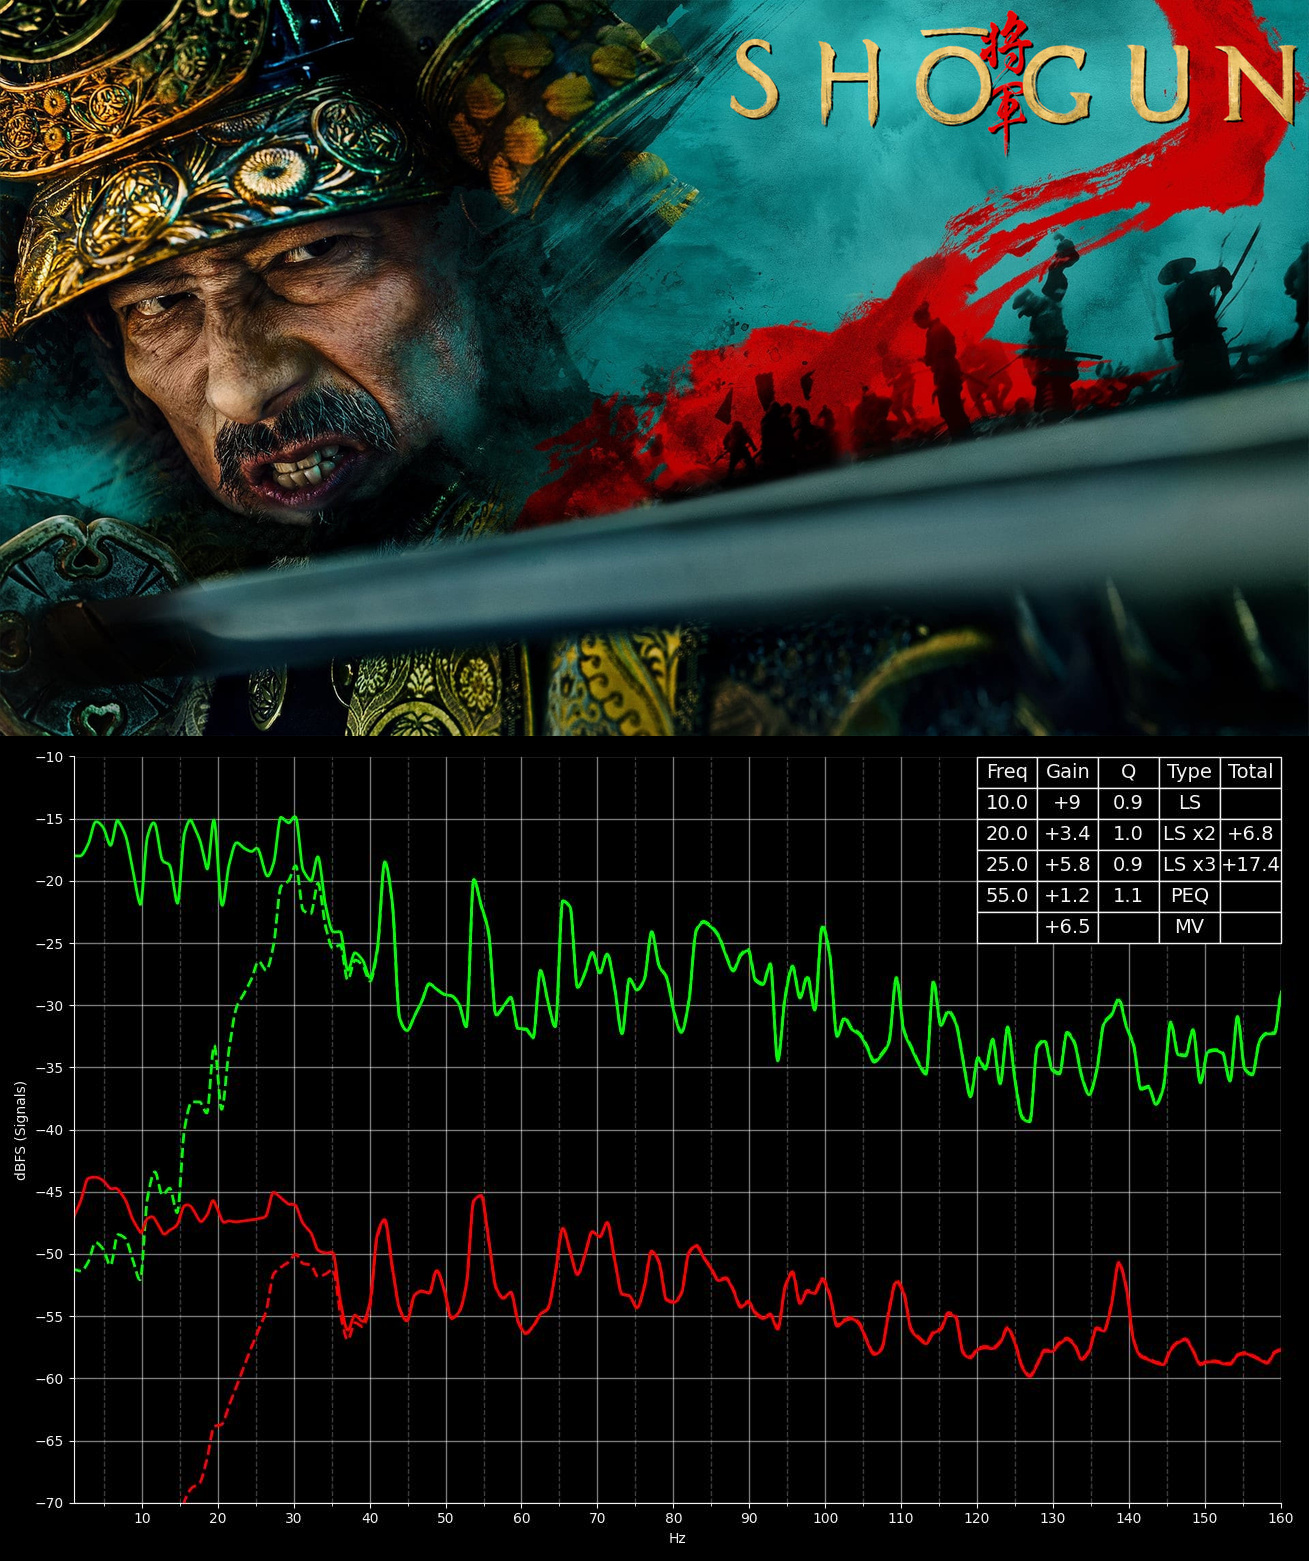 SHŌGUN
將軍
Freq Gain Q Type Total
10.0 +9 0.9 LS
20.0 +3.4 1.0 LS x2 +6.8
25.0 +5.8 0.9 LS x3 +17.4
55.0 +1.2 1.1 PEQ
+6.5 MV
−10
−15
−20
−25
−30
−35
−40
−45
−50
−55
−60
−65
−70
dBFS (Signals)
10 20 30 40 50 60 70 80 90 100 110 120 130 140 150 160
Hz